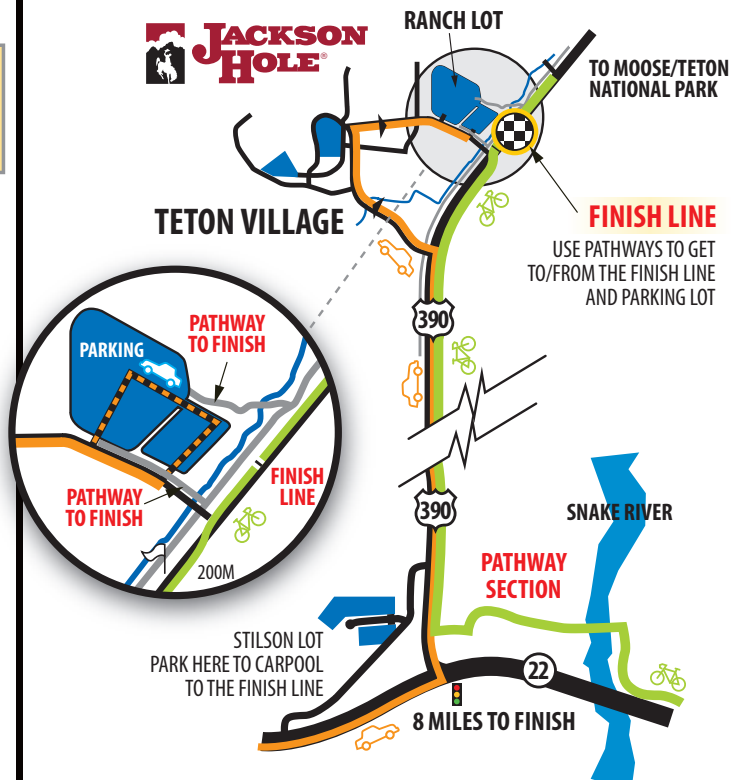 JACKSON
HOLE®
RANCH LOT
TO MOOSE/TETON
NATIONAL PARK
TETON VILLAGE
FINISH LINE
USE PATHWAYS TO GET
TO/FROM THE FINISH LINE
AND PARKING LOT
390
PATHWAY
TO FINISH
PARKING
FINISH
LINE
PATHWAY
TO FINISH
200M
390
SNAKE RIVER
PATHWAY
SECTION
STILSON LOT
PARK HERE TO CARPOOL
TO THE FINISH LINE
22
8 MILES TO FINISH